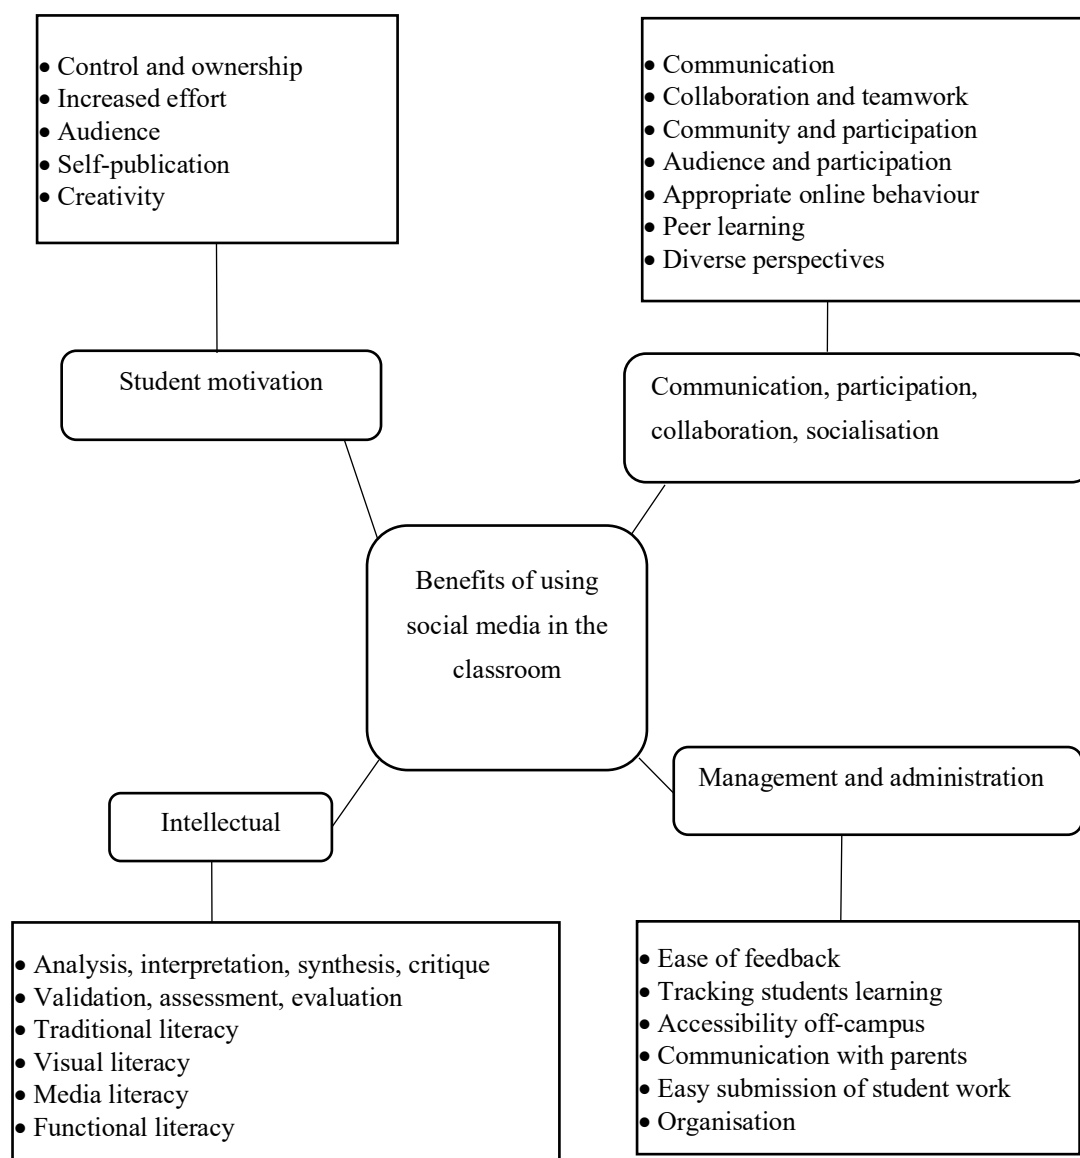 • Control and ownership
• Increased effort
• Audience
• Self-publication
• Creativity
• Communication
• Collaboration and teamwork
• Community and participation
• Audience and participation
• Appropriate online behaviour
• Peer learning
• Diverse perspectives
Student motivation
Communication, participation,
collaboration, socialisation
Benefits of using
social media in the
classroom
Management and administration
Intellectual
• Analysis, interpretation, synthesis, critique
• Validation, assessment, evaluation
• Traditional literacy
• Visual literacy
• Media literacy
• Functional literacy
• Ease of feedback
• Tracking students learning
• Accessibility off-campus
• Communication with parents
• Easy submission of student work
• Organisation